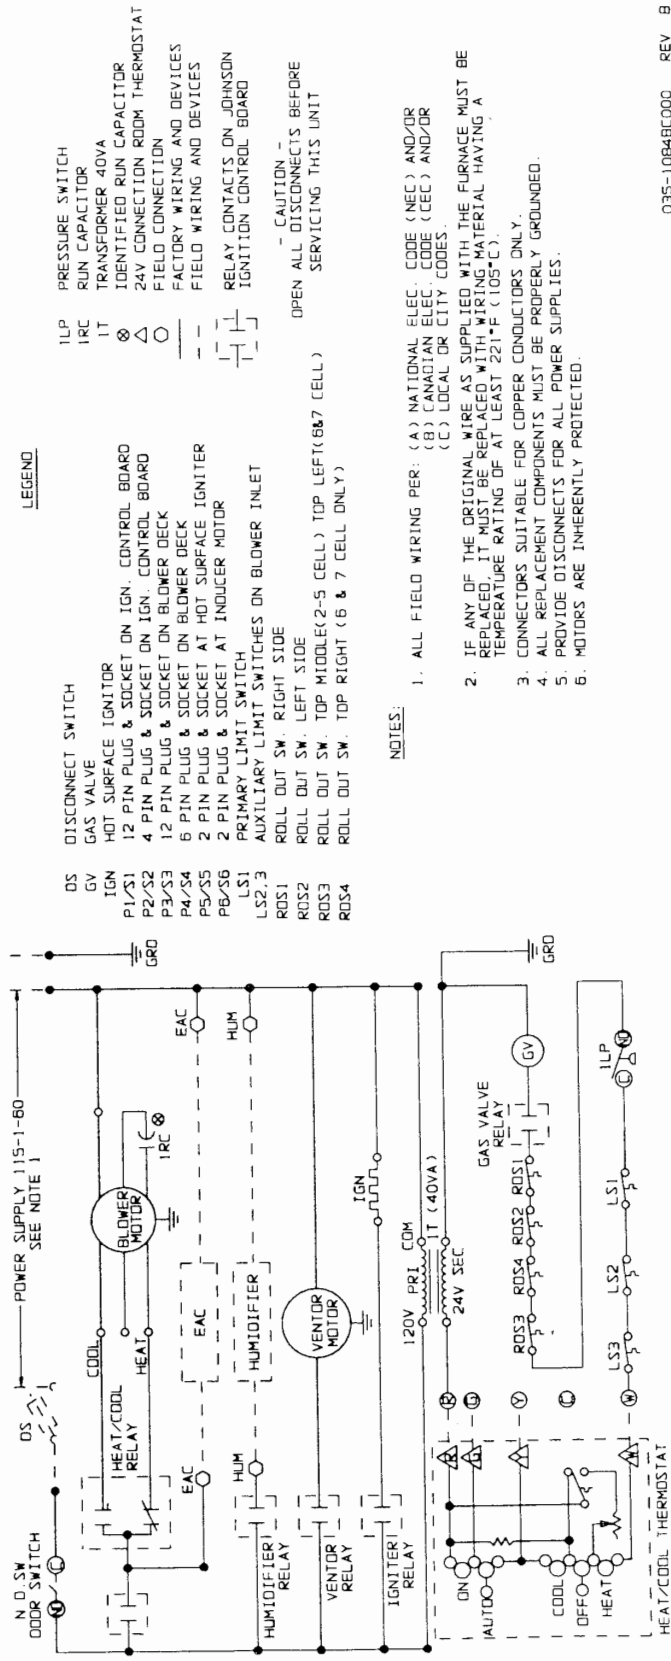 N O.SW
DOOR SWITCH
NO
C
DS
POWER SUPPLY 115-1-60
SEE NOTE 1
GRD
HEAT/COOL
RELAY
COOL
HEAT
BLOWER
MOTOR
1RC
EAC
EAC
EAC
HUM
HUMIDIFIER
HUM
HUMIDIFIER
RELAY
VENTOR
RELAY
VENTOR
MOTOR
IGNITER
RELAY
IGN
120V PRI COM
1T (40VA)
24V SEC
GRD
R
G
Y
C
W
R
G
Y
W
ON
AUTO
COOL
OFF
HEAT
HEAT/COOL THERMOSTAT
ROS3 ROS4 ROS2 ROS1
GAS VALVE
RELAY
GV
LS3
LS2
LS1
1LP
C
NO
LEGEND
DS DISCONNECT SWITCH
GV GAS VALVE
IGN HOT SURFACE IGNITOR
P1/S1 12 PIN PLUG & SOCKET ON IGN. CONTROL BOARD
P2/S2 4 PIN PLUG & SOCKET ON IGN. CONTROL BOARD
P3/S3 12 PIN PLUG & SOCKET ON BLOWER DECK
P4/S4 6 PIN PLUG & SOCKET ON BLOWER DECK
P5/S5 2 PIN PLUG & SOCKET AT HOT SURFACE IGNITER
P6/S6 2 PIN PLUG & SOCKET AT INDUCER MOTOR
LS1 PRIMARY LIMIT SWITCH
LS2,3 AUXILIARY LIMIT SWITCHES ON BLOWER INLET
ROS1 ROLL OUT SW. RIGHT SIDE
ROS2 ROLL OUT SW. LEFT SIDE
ROS3 ROLL OUT SW. TOP MIDDLE(2-5 CELL) TOP LEFT(6&7 CELL)
ROS4 ROLL OUT SW. TOP RIGHT (6 & 7 CELL ONLY)
1LP PRESSURE SWITCH
1RC RUN CAPACITOR
1T TRANSFORMER 40VA
IDENTIFIED RUN CAPACITOR
24V CONNECTION ROOM THERMOSTAT
FIELD CONNECTION
FACTORY WIRING AND DEVICES
FIELD WIRING AND DEVICES
RELAY CONTACTS ON JOHNSON
IGNITION CONTROL BOARD
- CAUTION -
OPEN ALL DISCONNECTS BEFORE
SERVICING THIS UNIT
NOTES:
1. ALL FIELD WIRING PER: (A) NATIONAL ELEC. CODE (NEC) AND/OR
(B) CANADIAN ELEC. CODE (CEC) AND/OR
(C) LOCAL OR CITY CODES.
2. IF ANY OF THE ORIGINAL WIRE AS SUPPLIED WITH THE FURNACE MUST BE
REPLACED, IT MUST BE REPLACED WITH WIRING MATERIAL HAVING A
TEMPERATURE RATING OF AT LEAST 221°F (105°C).
3. CONNECTORS SUITABLE FOR COPPER CONDUCTORS ONLY.
4. ALL REPLACEMENT COMPONENTS MUST BE PROPERLY GROUNDED.
5. PROVIDE DISCONNECTS FOR ALL POWER SUPPLIES.
6. MOTORS ARE INHERENTLY PROTECTED.
035-10848C000 REV B